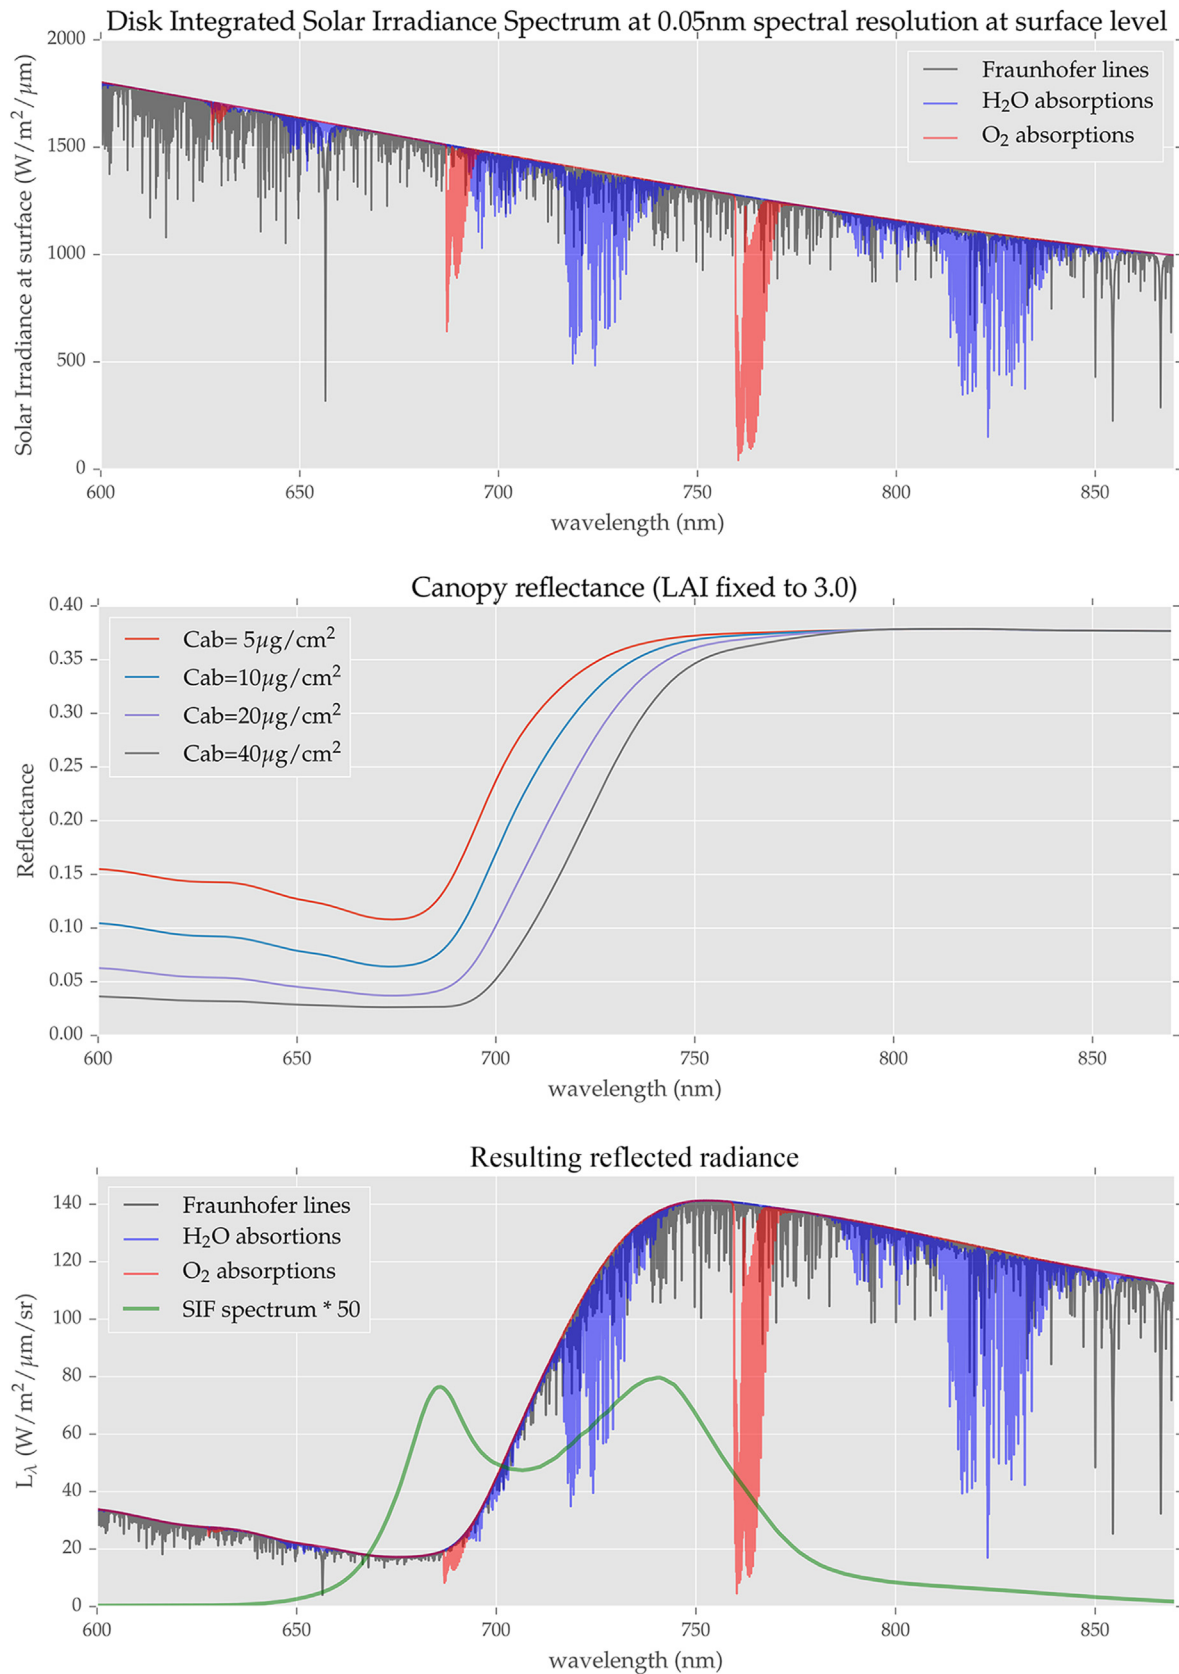 Disk Integrated Solar Irradiance Spectrum at 0.05nm spectral resolution at surface level
Solar Irradiance at surface (W/m²/μm)
2000
1500
1000
500
0
Fraunhofer lines
H₂O absorptions
O₂ absorptions
600 650 700 750 800 850
wavelength (nm)
Canopy reflectance (LAI fixed to 3.0)
Reflectance
0.40
0.35
0.30
0.25
0.20
0.15
0.10
0.05
0.00
Cab= 5μg/cm²
Cab=10μg/cm²
Cab=20μg/cm²
Cab=40μg/cm²
600 650 700 750 800 850
wavelength (nm)
Resulting reflected radiance
L_λ (W/m²/μm/sr)
140
120
100
80
60
40
20
0
Fraunhofer lines
H₂O absortions
O₂ absorptions
SIF spectrum * 50
600 650 700 750 800 850
wavelength (nm)